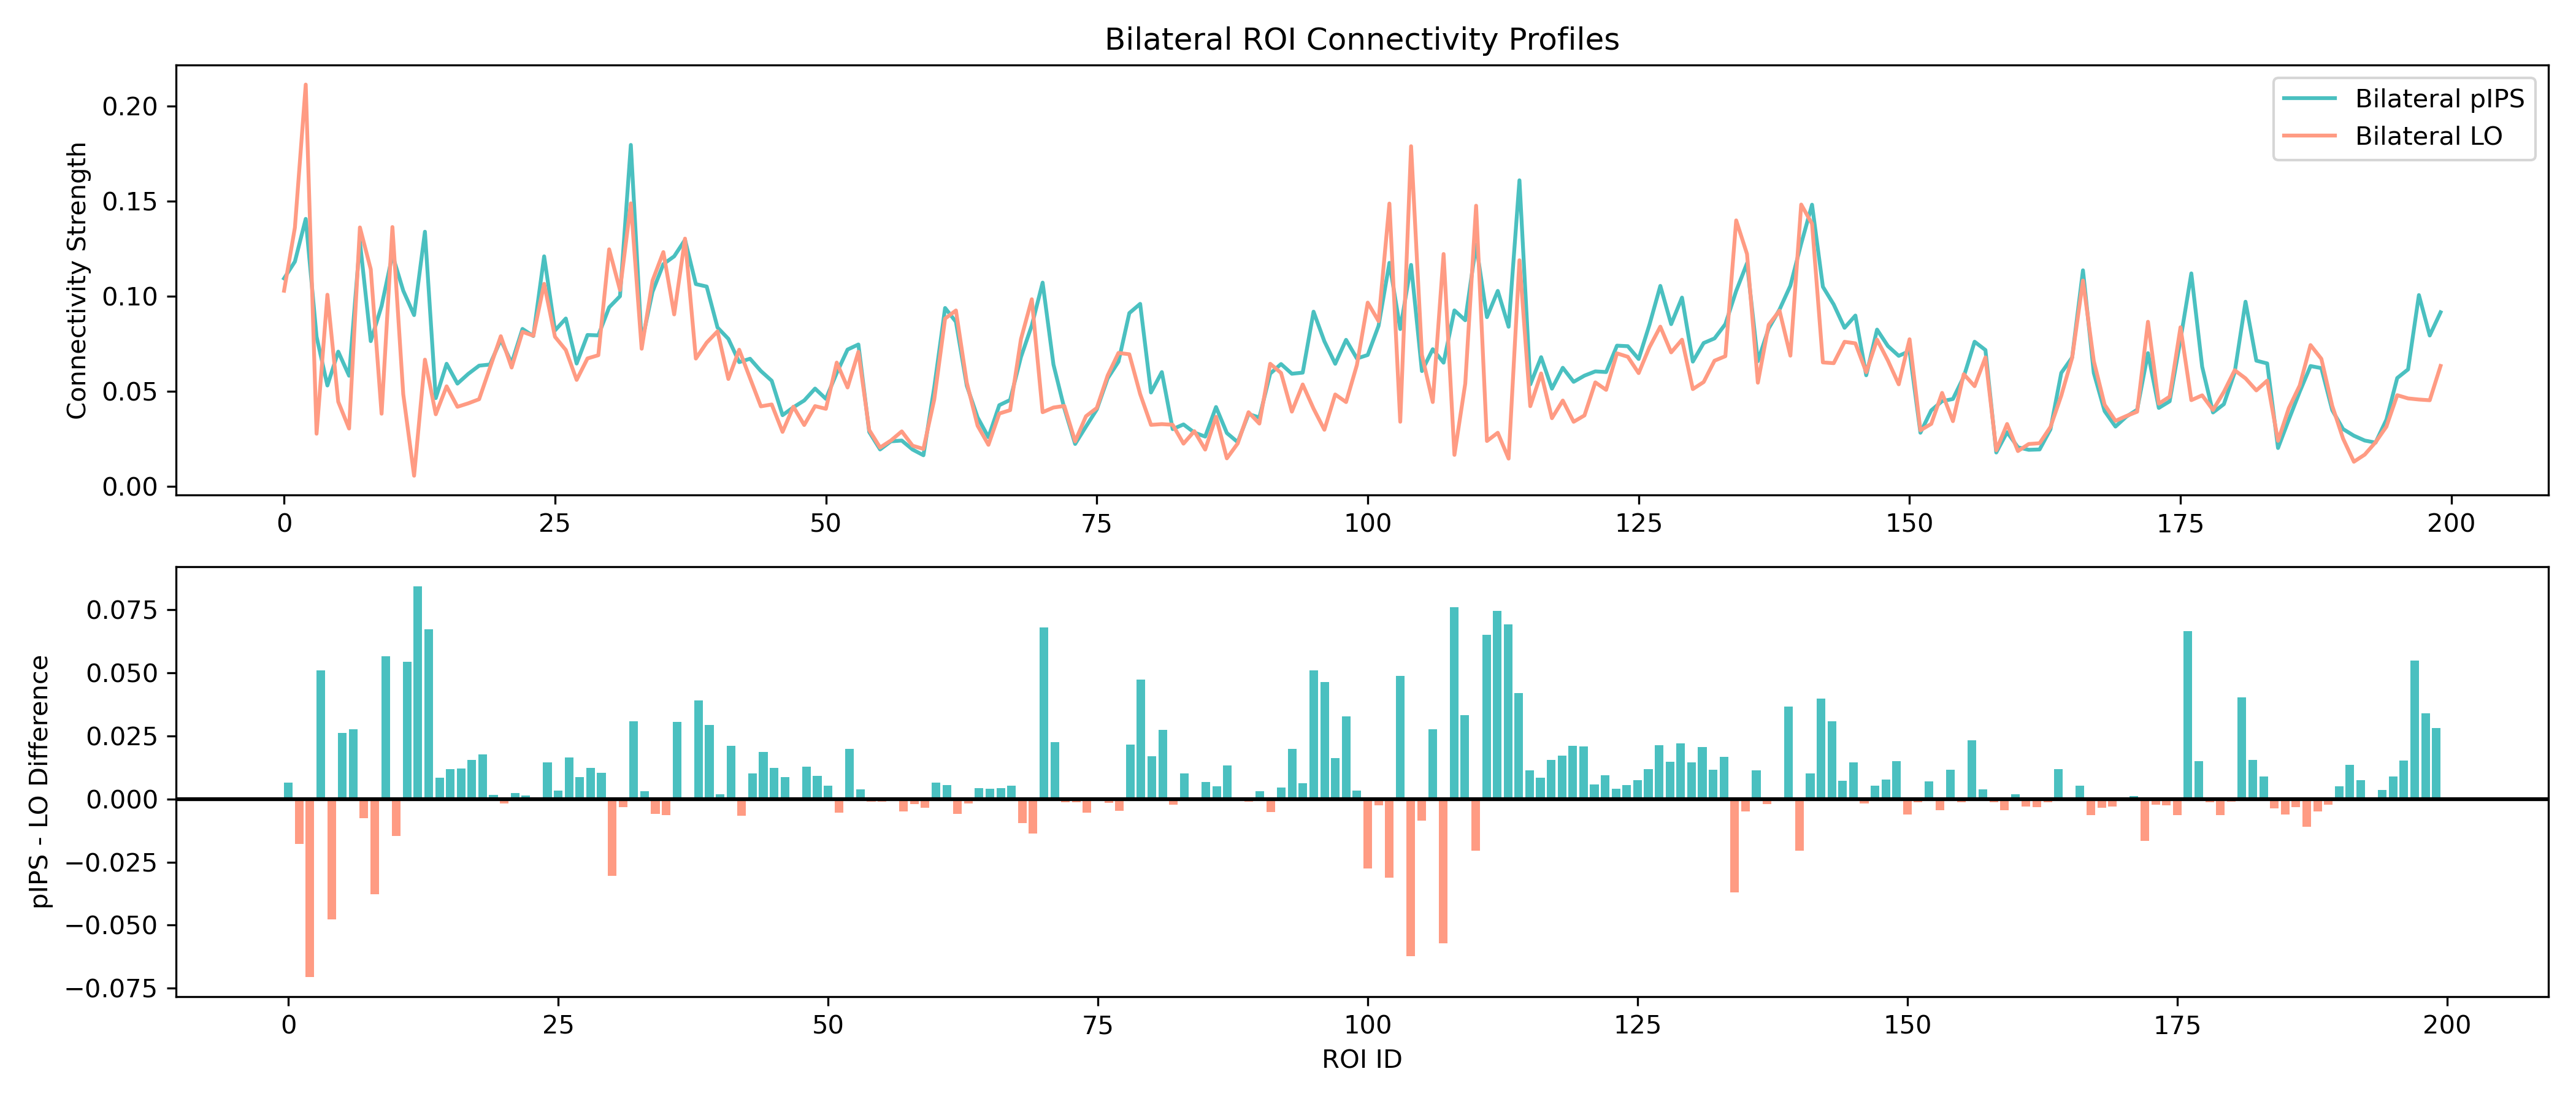 Bilateral ROI Connectivity Profiles
Connectivity Strength
0.20
0.15
0.10
0.05
0.00
Bilateral pIPS
Bilateral LO
0 25 50 75 100 125 150 175 200
pIPS - LO Difference
0.075
0.050
0.025
0.000
−0.025
−0.050
−0.075
0 25 50 75 100 125 150 175 200
ROI ID